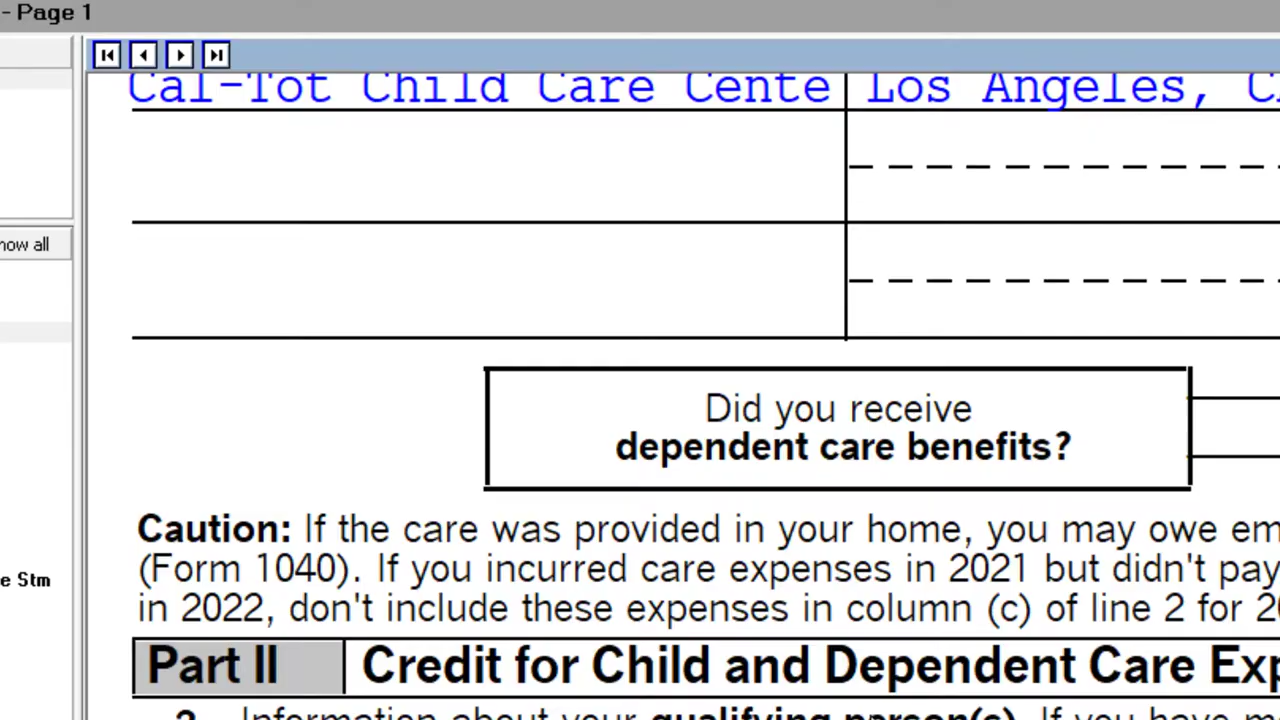 - Page 1
Cal-Tot Child Care Cente Los Angeles,
how all
Did you receive
dependent care benefits?
Caution: If the care was provided in your home, you may owe em
(Form 1040). If you incurred care expenses in 2021 but didn't pay
e Stm
in 2022, don't include these expenses in column (c) of line 2 for 20
Part II Credit for Child and Dependent Care Exp
2 Information about your qualifying person(s). If you have m